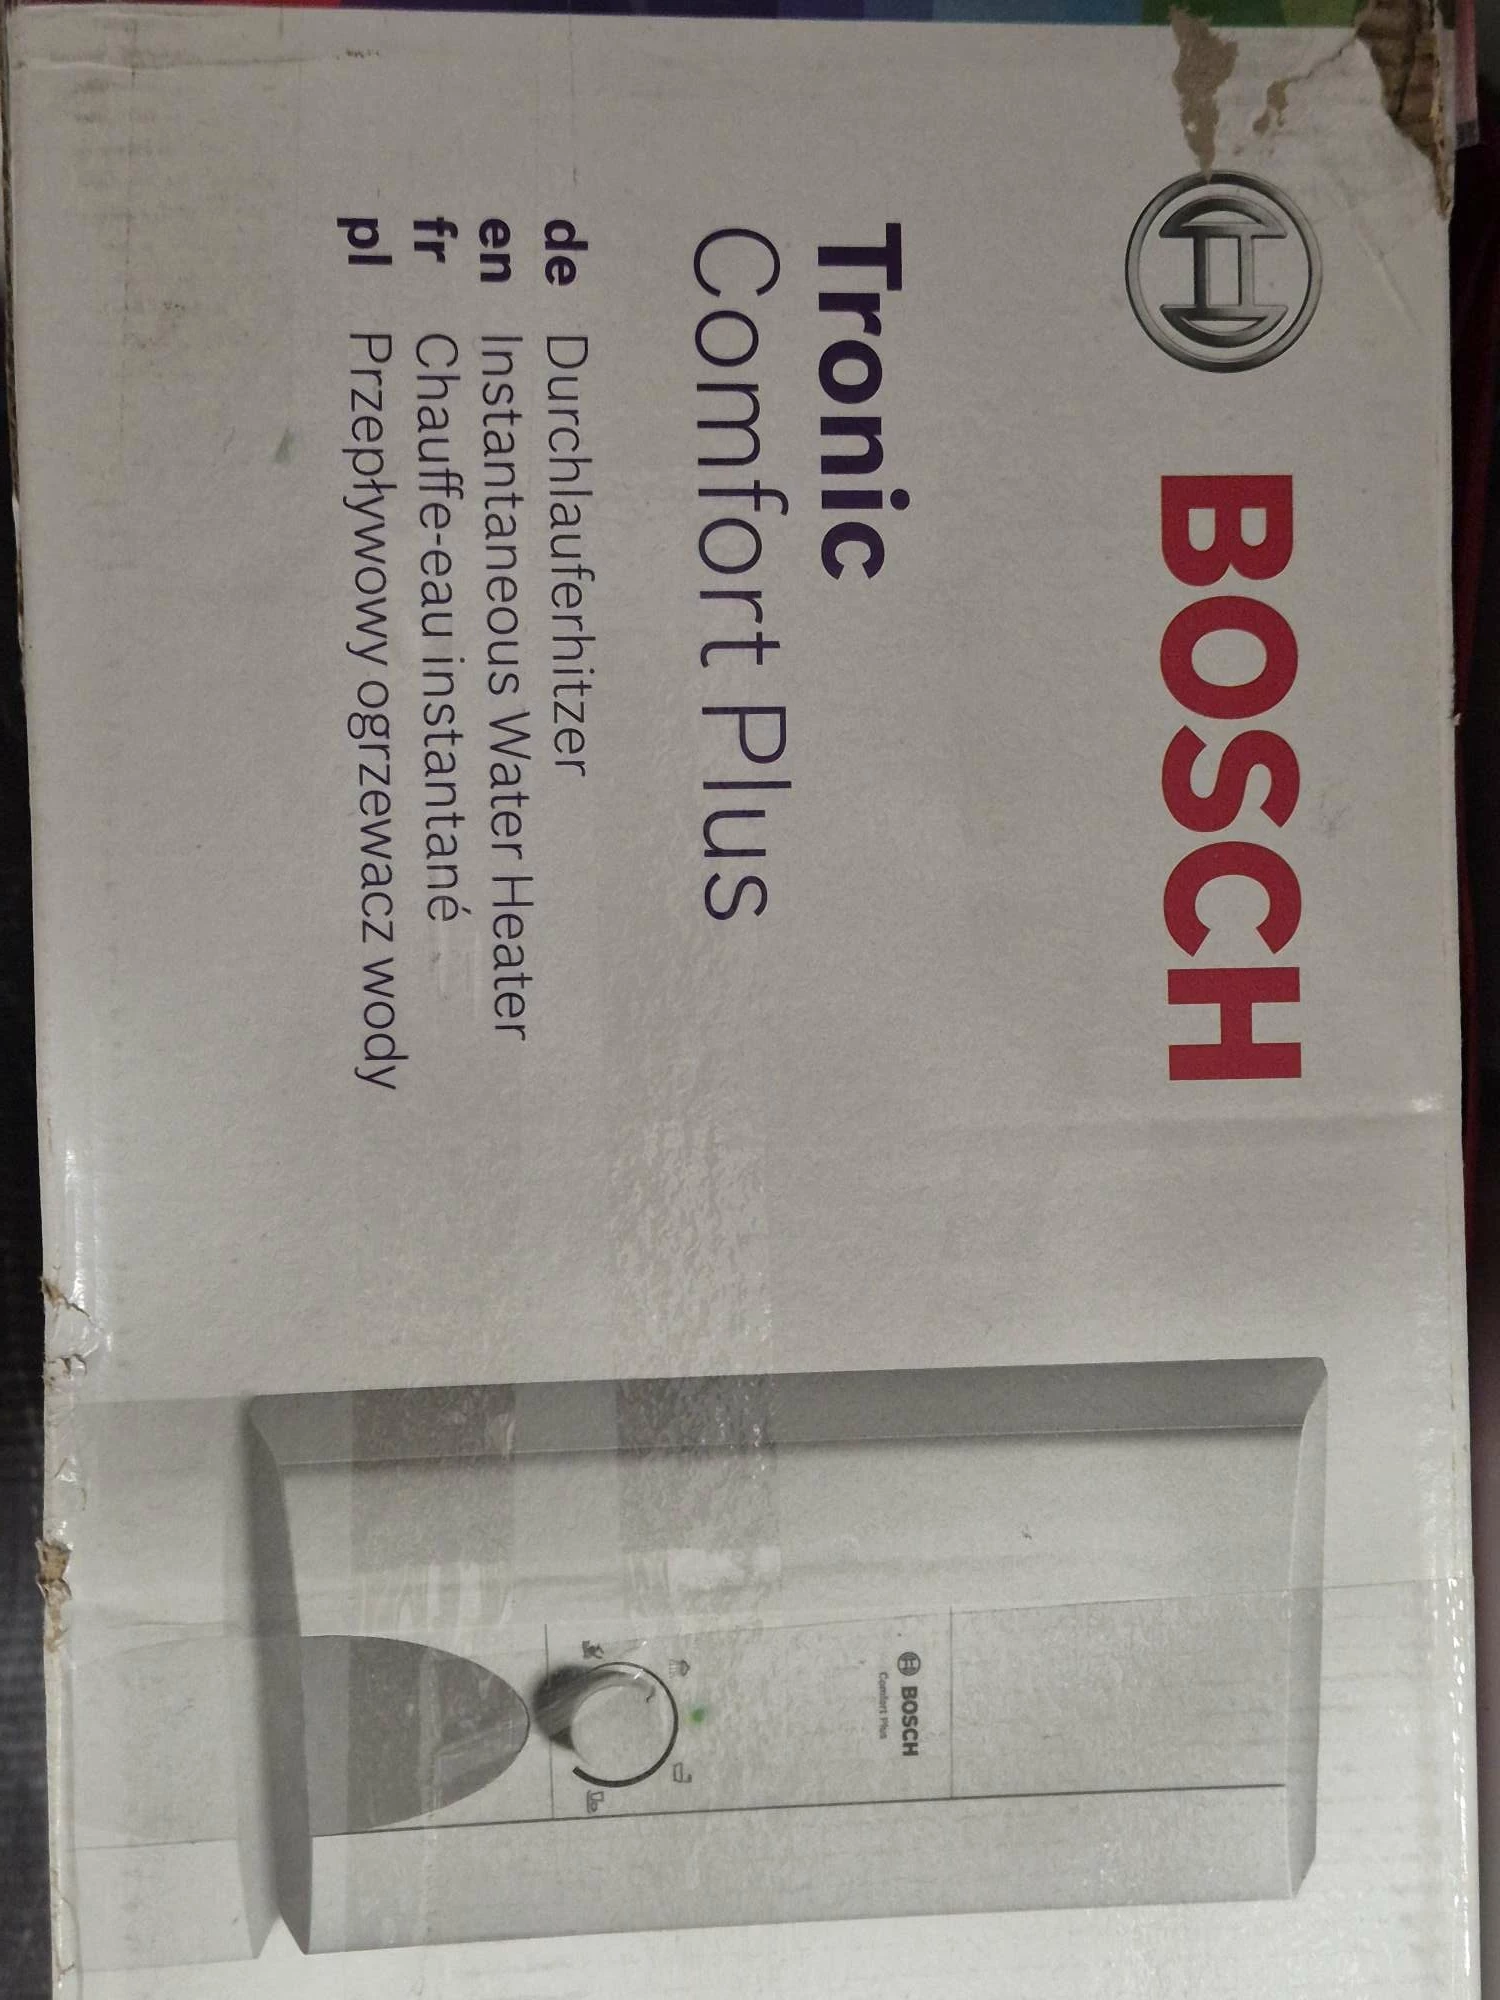 BOSCH
Tronic
Comfort Plus
de Durchlauferhitzer
en Instantaneous Water Heater
fr Chauffe-eau instantané
pl Przepływowy ogrzewacz wody
BOSCH
Comfort Plus